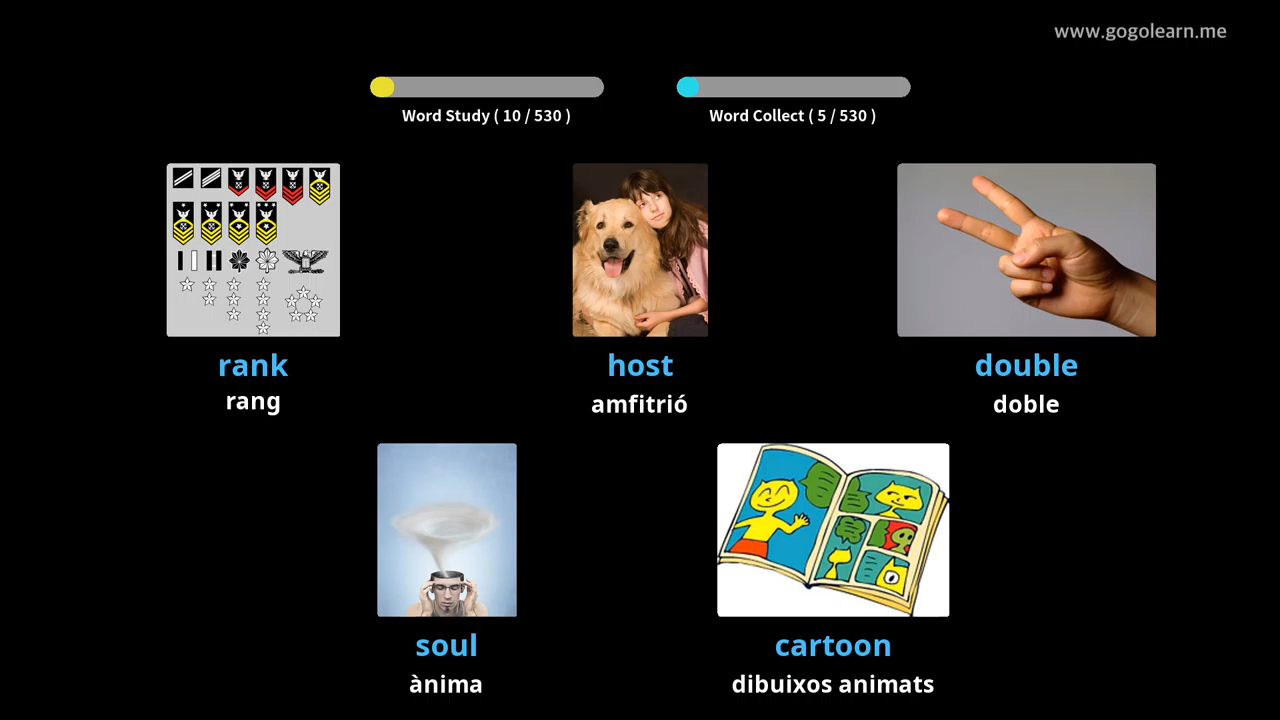 www.gogolearn.me
Word Study ( 10 / 530 )
Word Collect ( 5 / 530 )
rank
rang
host
amfitrió
double
doble
soul
ànima
cartoon
dibuixos animats